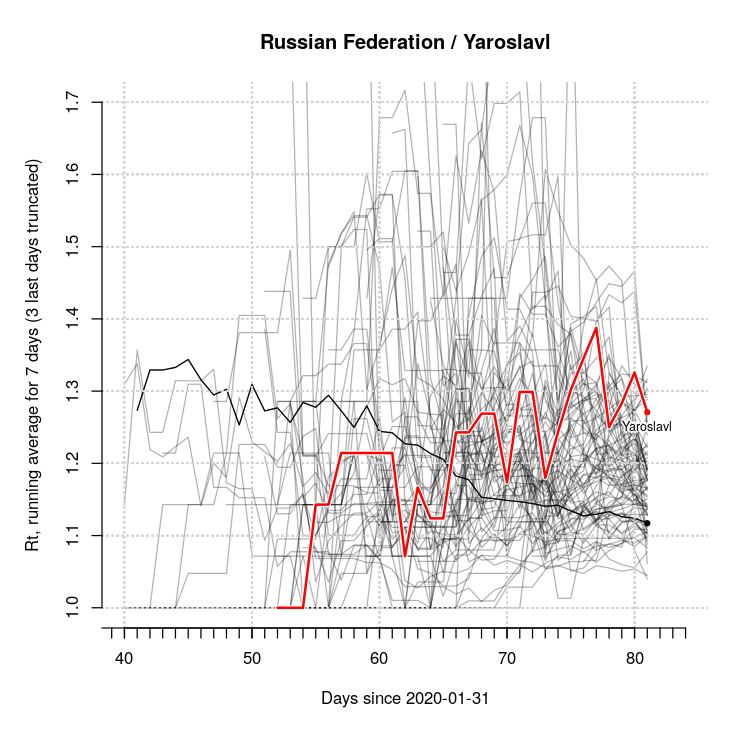 Russian Federation / Yaroslavl
Rt, running average for 7 days (3 last days truncated)
1.7
1.6
1.5
1.4
1.3
1.2
1.1
1.0
Yaroslavl
40 50 60 70 80
Days since 2020-01-31